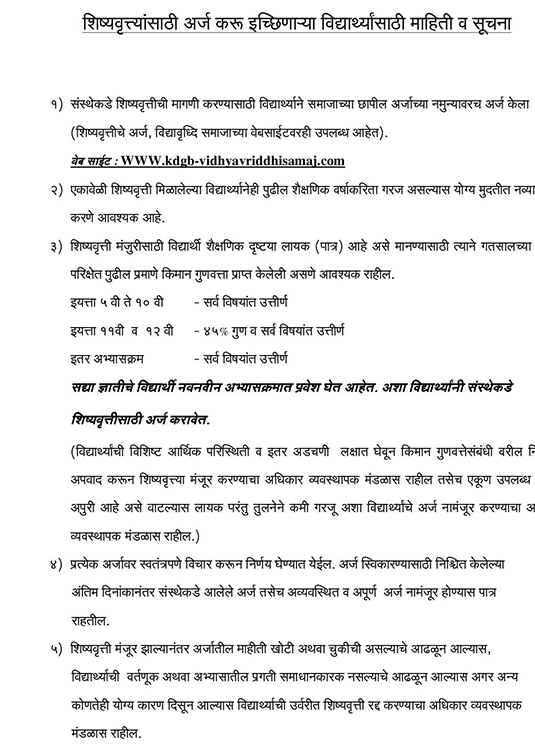 शिष्यवृत्त्यांसाठी अर्ज करू इच्छिणाऱ्या विद्यार्थ्यांसाठी माहिती व सूचना
१) संस्थेकडे शिष्यवृत्तीची मागणी करण्यासाठी विद्यार्थ्याने समाजाच्या छापील अर्जाच्या नमुन्यावरच अर्ज केला
(शिष्यवृत्तीचे अर्ज, विद्यावृध्दि समाजाच्या वेबसाईटवरही उपलब्ध आहेत).
वेब साईट : WWW.kdgb-vidhyavriddhisamaj.com
२) एकावेळी शिष्यवृत्ती मिळालेल्या विद्यार्थ्यानेही पुढील शैक्षणिक वर्षाकरिता गरज असल्यास योग्य मुदतीत नव्या
करणे आवश्यक आहे.
३) शिष्यवृत्ती मंजुरीसाठी विद्यार्थी शैक्षणिक दृष्टया लायक (पात्र) आहे असे मानण्यासाठी त्याने गतसालच्या
परिक्षेत पुढील प्रमाणे किमान गुणवत्ता प्राप्त केलेली असणे आवश्यक राहील.
इयत्ता ५ वी ते १० वी - सर्व विषयांत उत्तीर्ण
इयत्ता ११वी व १२ वी - ४५% गुण व सर्व विषयांत उत्तीर्ण
इतर अभ्यासक्रम - सर्व विषयांत उत्तीर्ण
सद्या ज्ञातीचे विद्यार्थी नवनवीन अभ्यासक्रमात प्रवेश घेत आहेत. अशा विद्यार्थ्यांनी संस्थेकडे
शिष्यवृत्तीसाठी अर्ज करावेत.
(विद्यार्थ्यांची विशिष्ट आर्थिक परिस्थिती व इतर अडचणी लक्षात घेवून किमान गुणवत्तेसंबंधी वरील
अपवाद करून शिष्यवृत्त्या मंजूर करण्याचा अधिकार व्यवस्थापक मंडळास राहील तसेच एकूण उपलब्ध
अपुरी आहे असे वाटल्यास लायक परंतु तुलनेने कमी गरजू अशा विद्यार्थ्यांचे अर्ज नामंजूर करण्याचा
व्यवस्थापक मंडळास राहील.)
४) प्रत्येक अर्जावर स्वतंत्रपणे विचार करून निर्णय घेण्यात येईल. अर्ज स्विकारण्यासाठी निश्चित केलेल्या
अंतिम दिनांकानंतर संस्थेकडे आलेले अर्ज तसेच अव्यवस्थित व अपूर्ण अर्ज नामंजूर होण्यास पात्र
राहतील.
५) शिष्यवृत्ती मंजूर झाल्यानंतर अर्जातील माहीती खोटी अथवा चुकीची असल्याचे आढळून आल्यास,
विद्यार्थ्याची वर्तणूक अथवा अभ्यासातील प्रगती समाधानकारक नसल्याचे आढळून आल्यास अगर अन्य
कोणतेही योग्य कारण दिसून आल्यास विद्यार्थ्याची उर्वरीत शिष्यवृत्ती रद्द करण्याचा अधिकार व्यवस्थापक
मंडळास राहील.